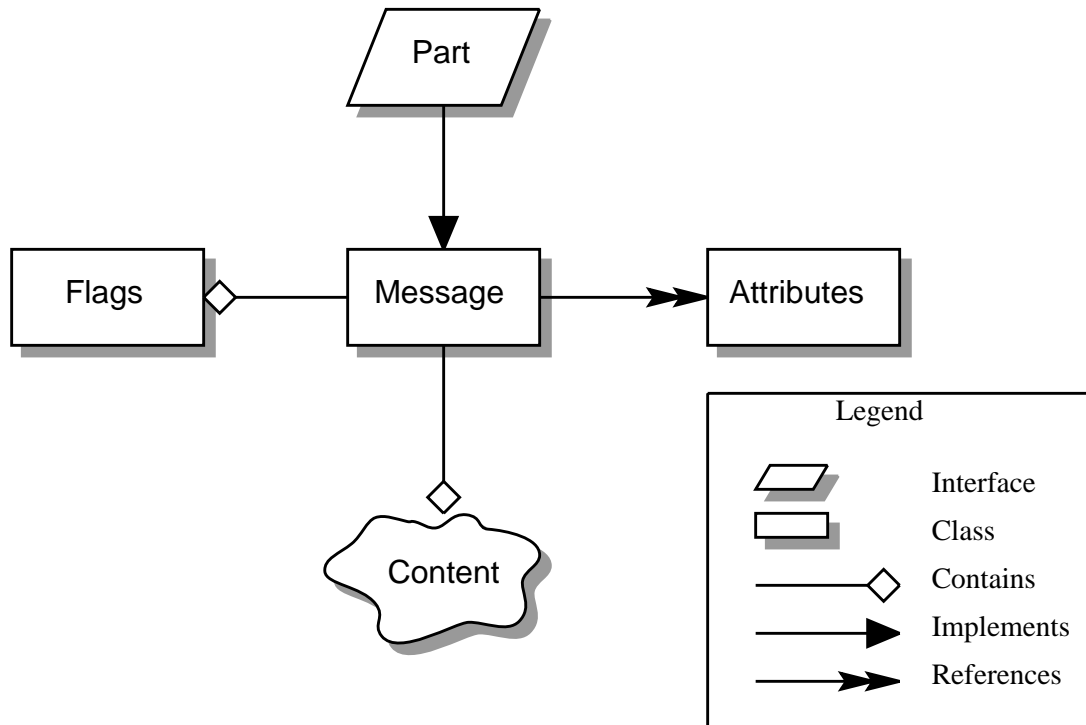 Part
Flags
Message
Attributes
Content
Legend
Interface
Class
Contains
Implements
References